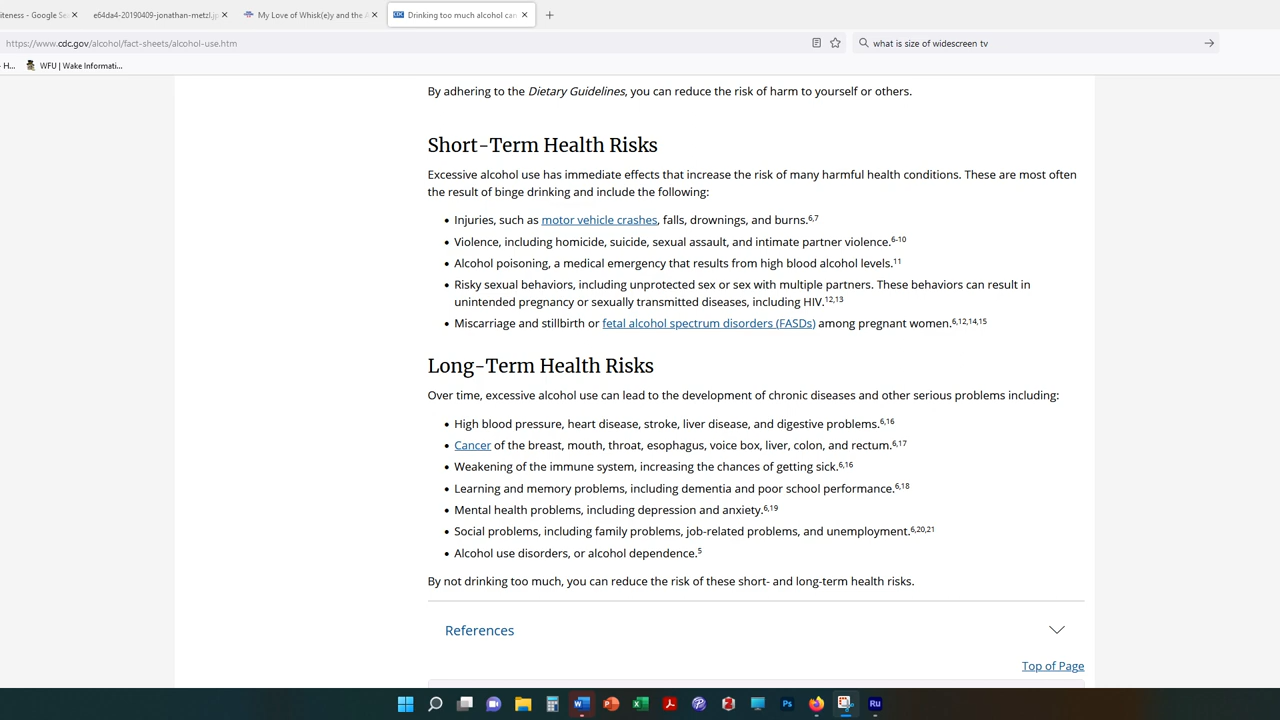 iteness - Google Se
e64da4-20190409-jonathan-metzl.jp
My Love of Whisk(e)y and the A
Drinking too much alcohol can
https://www.cdc.gov/alcohol/fact-sheets/alcohol-use.htm
what is size of widescreen tv
H...
WFU | Wake Informati...
By adhering to the Dietary Guidelines, you can reduce the risk of harm to yourself or others.
Short-Term Health Risks
Excessive alcohol use has immediate effects that increase the risk of many harmful health conditions. These are most often
the result of binge drinking and include the following:
• Injuries, such as motor vehicle crashes, falls, drownings, and burns.6,7
• Violence, including homicide, suicide, sexual assault, and intimate partner violence.6-10
• Alcohol poisoning, a medical emergency that results from high blood alcohol levels.11
• Risky sexual behaviors, including unprotected sex or sex with multiple partners. These behaviors can result in
unintended pregnancy or sexually transmitted diseases, including HIV.12,13
• Miscarriage and stillbirth or fetal alcohol spectrum disorders (FASDs) among pregnant women.6,12,14,15
Long-Term Health Risks
Over time, excessive alcohol use can lead to the development of chronic diseases and other serious problems including:
• High blood pressure, heart disease, stroke, liver disease, and digestive problems.6,16
• Cancer of the breast, mouth, throat, esophagus, voice box, liver, colon, and rectum.6,17
• Weakening of the immune system, increasing the chances of getting sick.6,16
• Learning and memory problems, including dementia and poor school performance.6,18
• Mental health problems, including depression and anxiety.6,19
• Social problems, including family problems, job-related problems, and unemployment.6,20,21
• Alcohol use disorders, or alcohol dependence.5
By not drinking too much, you can reduce the risk of these short- and long-term health risks.
References
Top of Page